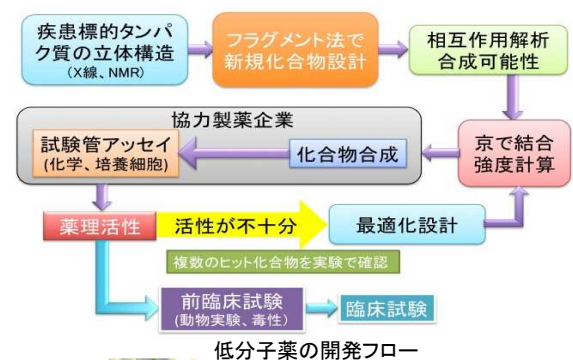 疾患標的タンパ
ク質の立体構造
(X線、NMR)
フラグメント法で
新規化合物設計
相互作用解析
合成可能性
協力製薬企業
試験管アッセイ
(化学、培養細胞)
化合物合成
京で結合
強度計算
薬理活性
活性が不十分
最適化設計
複数のヒット化合物を実験で確認
前臨床試験
(動物実験、毒性)
臨床試験
低分子薬の開発フロー